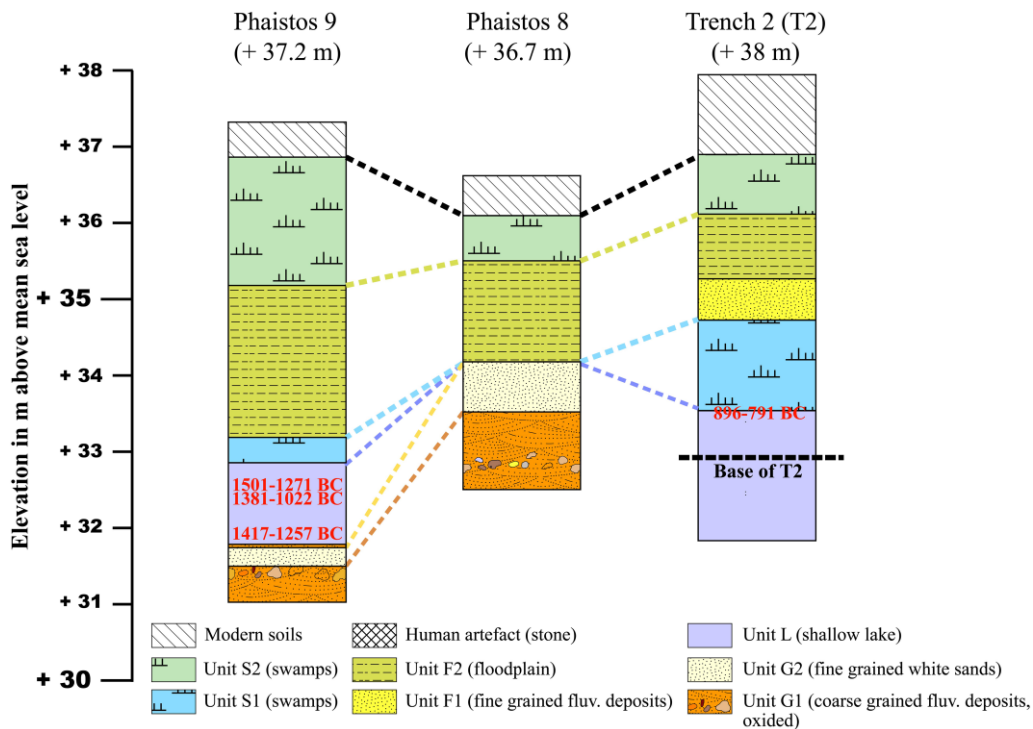 Phaistos 9
(+ 37.2 m)
Phaistos 8
(+ 36.7 m)
Trench 2 (T2)
(+ 38 m)
Elevation in m above mean sea level
+ 38
+ 37
+ 36
+ 35
+ 34
+ 33
+ 32
+ 31
+ 30
1501-1271 BC
1381-1022 BC
1417-1257 BC
896-791 BC
Base of T2
Modern soils
Unit S2 (swamps)
Unit S1 (swamps)
Human artefact (stone)
Unit F2 (floodplain)
Unit F1 (fine grained fluv. deposits)
Unit L (shallow lake)
Unit G2 (fine grained white sands)
Unit G1 (coarse grained fluv. deposits,
oxided)